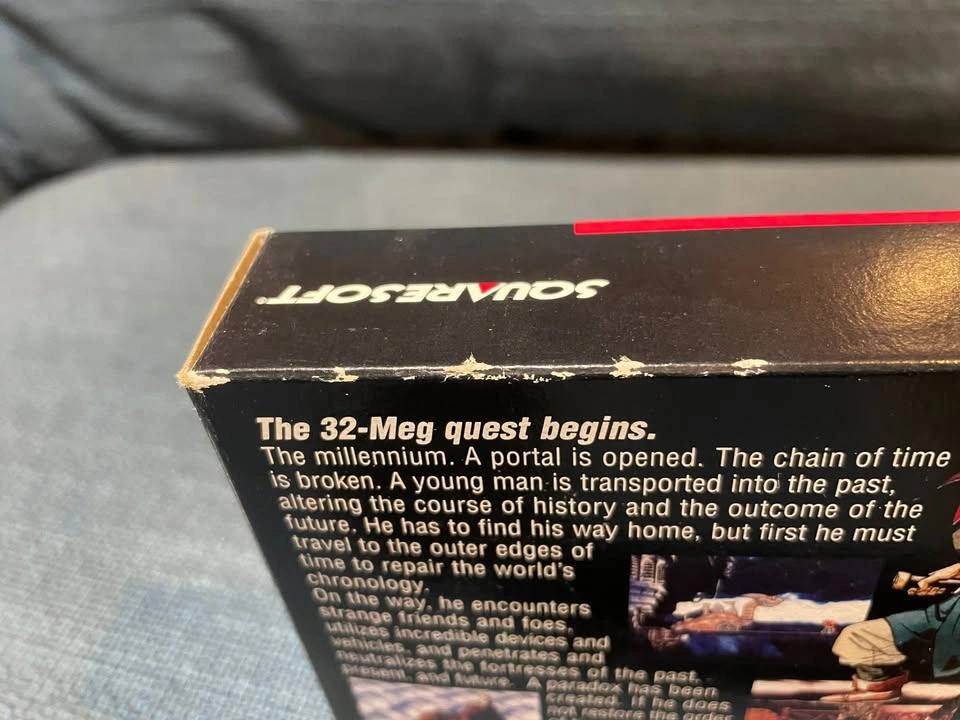 SQUARESOFT
The 32-Meg quest begins.
The millennium. A portal is opened. The chain of time
is broken. A young man is transported into the past,
altering the course of history and the outcome of the
future. He has to find his way home, but first he must
travel to the outer edges of
time to repair the world's
chronology.
On the way, he encounters
strange friends and foes,
utilizes incredible devices and
vehicles, and penetrates and
neutralizes the fortresses of the past,
present, and future. A paradox has been
created. If he does
not restore the order